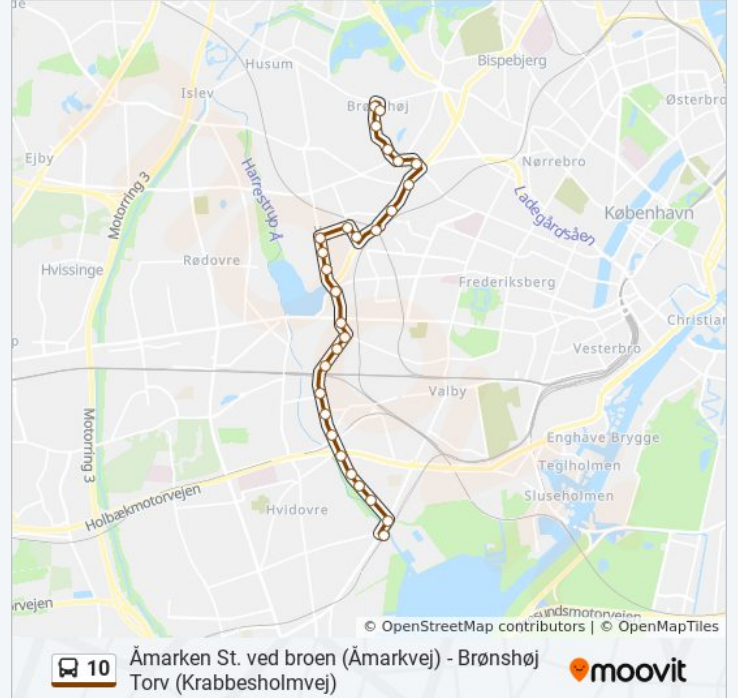 Husum
Bispebjerg
Islev
Brønshøj
Østerbro
Ejby
Motorring 3
Harrestrup Å
Nørrebro
Ladegårdsåen
København
Rødovre
Hvissinge
Frederiksberg
Christian
Vesterbro
Valby
Motorring 3
Enghave Brygge
Teglholmen
Holbækmotorvejen
Sluseholmen
Hvidovre
rvejen
sundsmotorvejen
© OpenStreetMap contributors | © OpenMapTiles
10
Åmarken St. ved broen (Åmarkvej) - Brønshøj
Torv (Krabbesholmvej)
moovit